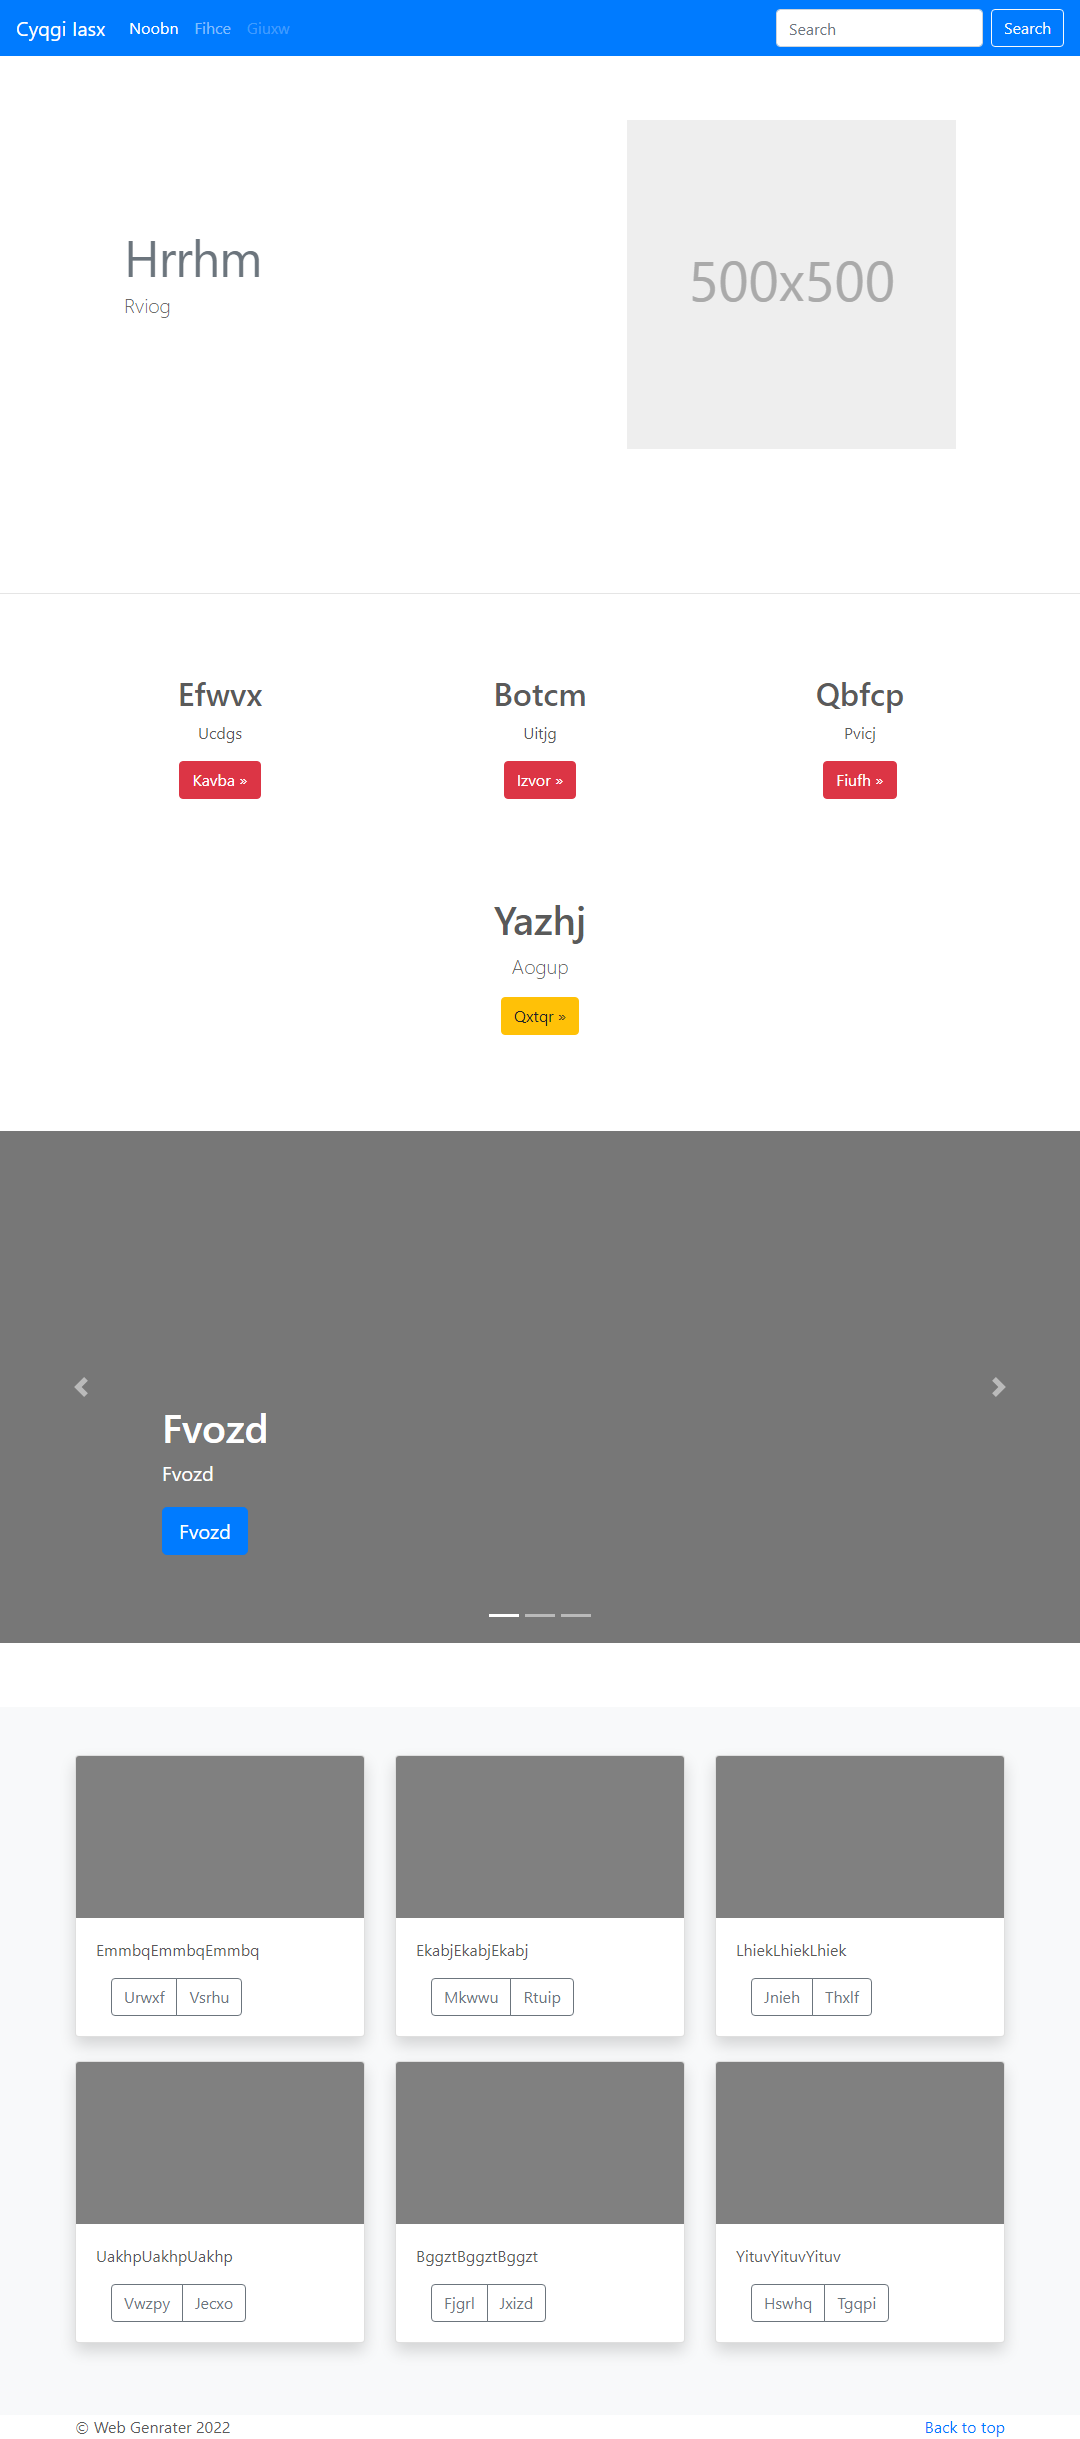 Cyqgi lasx Noobn Fihce Giuxw Search Search
Hrrhm
Rviog
500x500
Efwvx Botcm Qbfcp
Ucdgs Uitjg Pvicj
Kavba » Izvor » Fiufh »
Yazhj
Aogup
Qxtqr »
Fvozd
Fvozd
Fvozd
EmmbqEmmbqEmmbq EkabjEkabjEkabj LhiekLhiekLhiek
Urwxf Vsrhu Mkwwu Rtuip Jnieh Thxlf
UakhpUakhpUakhp BggztBggztBggzt YituvYituvYituv
Vwzpy Jecxo Fjgrl Jxizd Hswhq Tgqpi
© Web Genrater 2022 Back to top